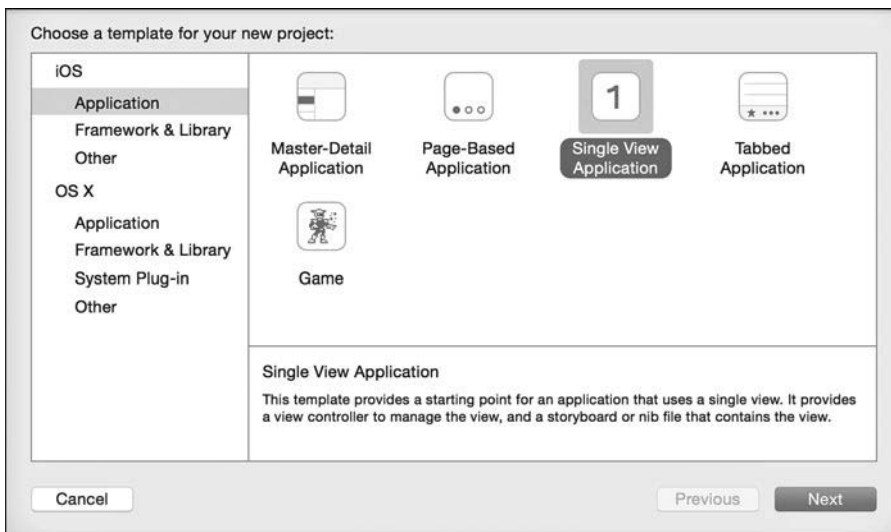 Choose a template for your new project:
iOS
Application
Framework & Library
Other
OS X
Application
Framework & Library
System Plug-in
Other
Master-Detail
Application
Page-Based
Application
1
Single View
Application
Tabbed
Application
Game
Single View Application
This template provides a starting point for an application that uses a single view. It provides
a view controller to manage the view, and a storyboard or nib file that contains the view.
Cancel
Previous
Next